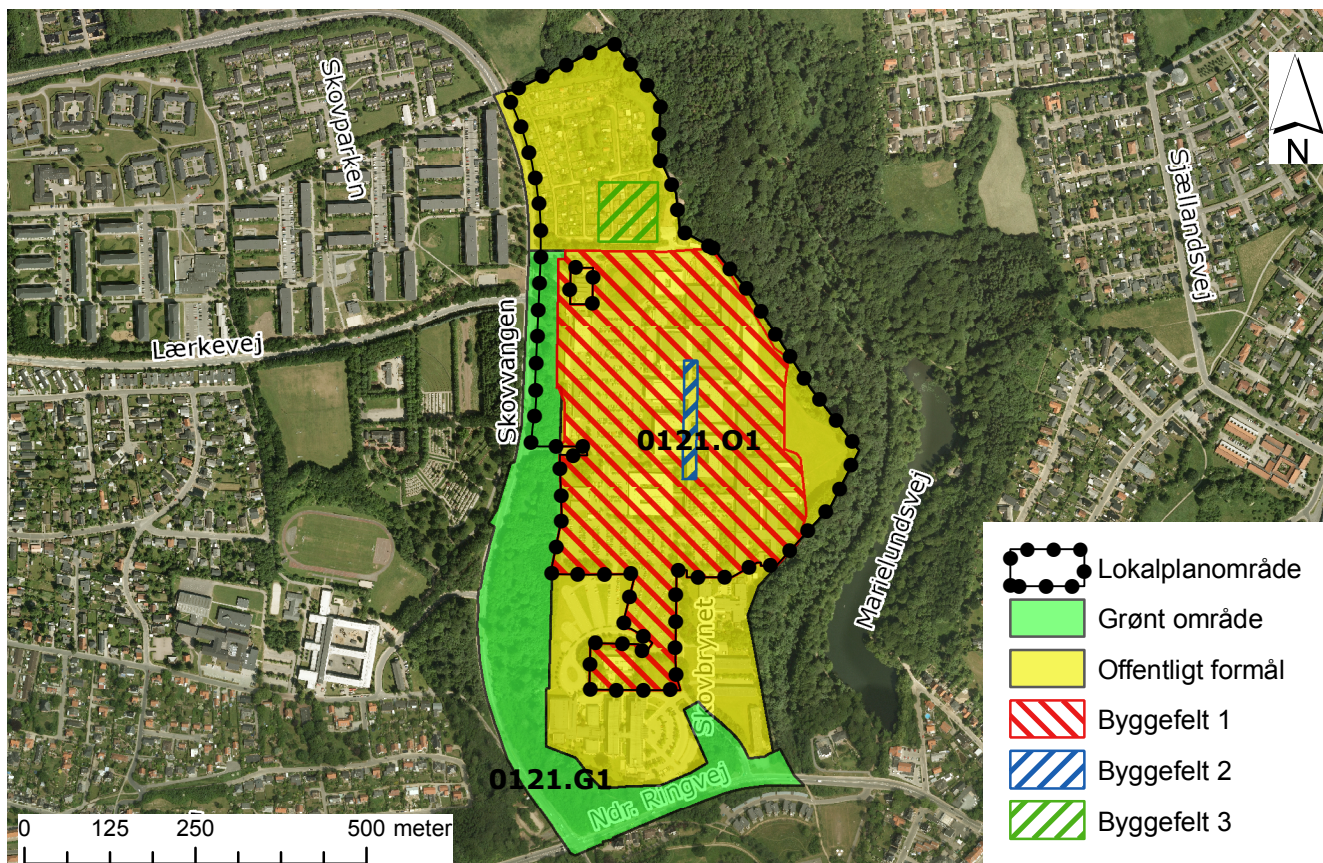 Skovparken
Sjællandsvej
N
Skovvangen
Lærkevej
0121.O1
Marielundsvej
Skovbrynet
0121.G1
Ndr. Ringvej
Lokalplanområde
Grønt område
Offentligt formål
Byggefelt 1
Byggefelt 2
Byggefelt 3
0 125 250 500 meter